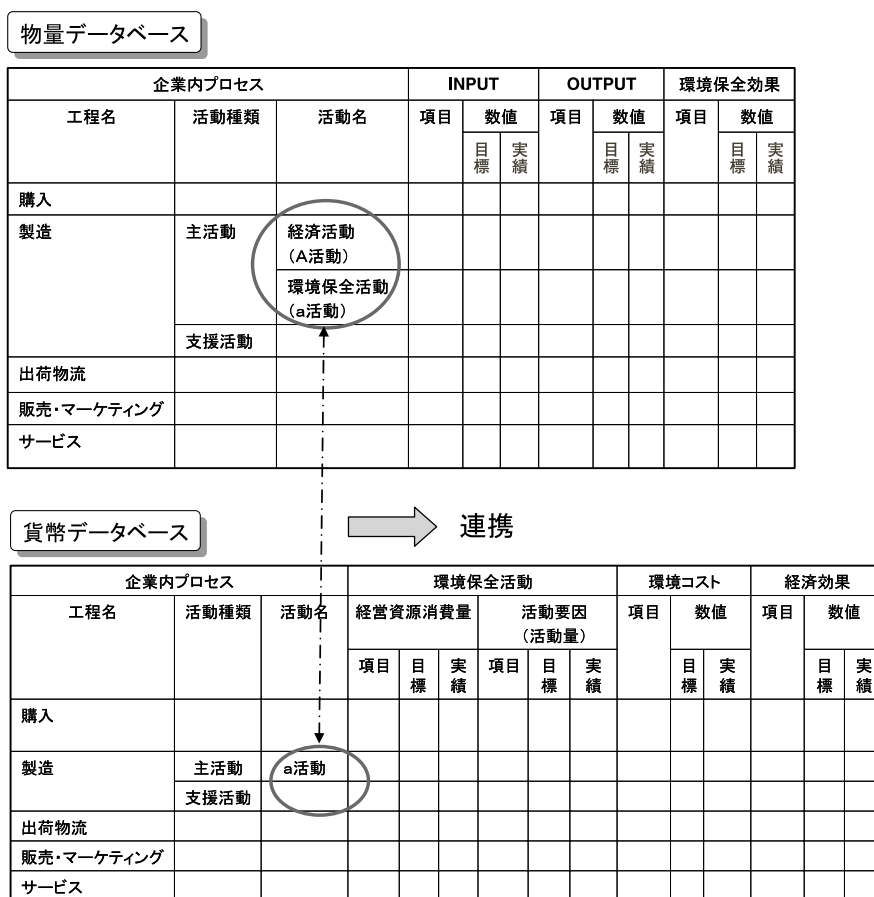 物量データベース
企業内プロセス INPUT OUTPUT 環境保全効果
工程名 活動種類 活動名 項目 数値 項目 数値 項目 数値
目標 実績 目標 実績 目標 実績
購入
製造 主活動 経済活動
(A活動)
環境保全活動
(a活動)
支援活動
出荷物流
販売・マーケティング
サービス
貨幣データベース 連携
企業内プロセス 環境保全活動 環境コスト 経済効果
工程名 活動種類 活動名 経営資源消費量 活動要因 項目 数値 項目 数値
(活動量)
項目 目標 実績 項目 目標 実績 目標 実績 目標 実績
購入
製造 主活動 a活動
支援活動
出荷物流
販売・マーケティング
サービス